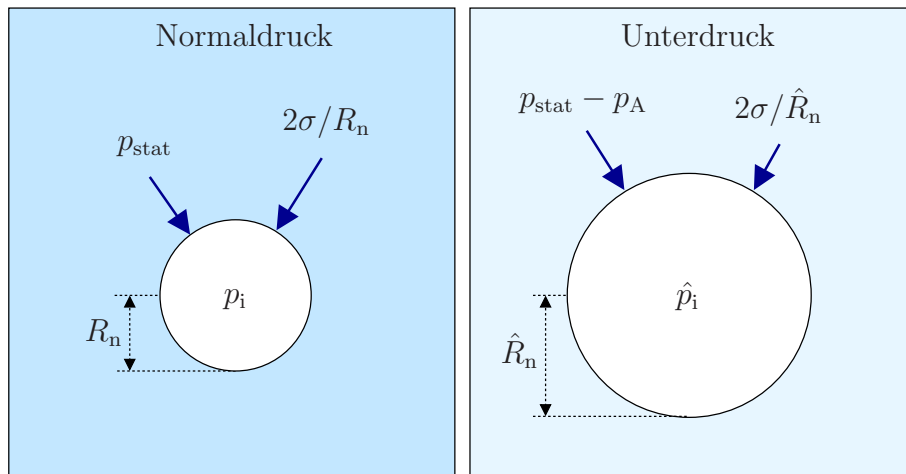 Normaldruck
p_stat
2σ/R_n
p_i
R_n
Unterdruck
p_stat − p_A
2σ/R̂_n
p̂_i
R̂_n